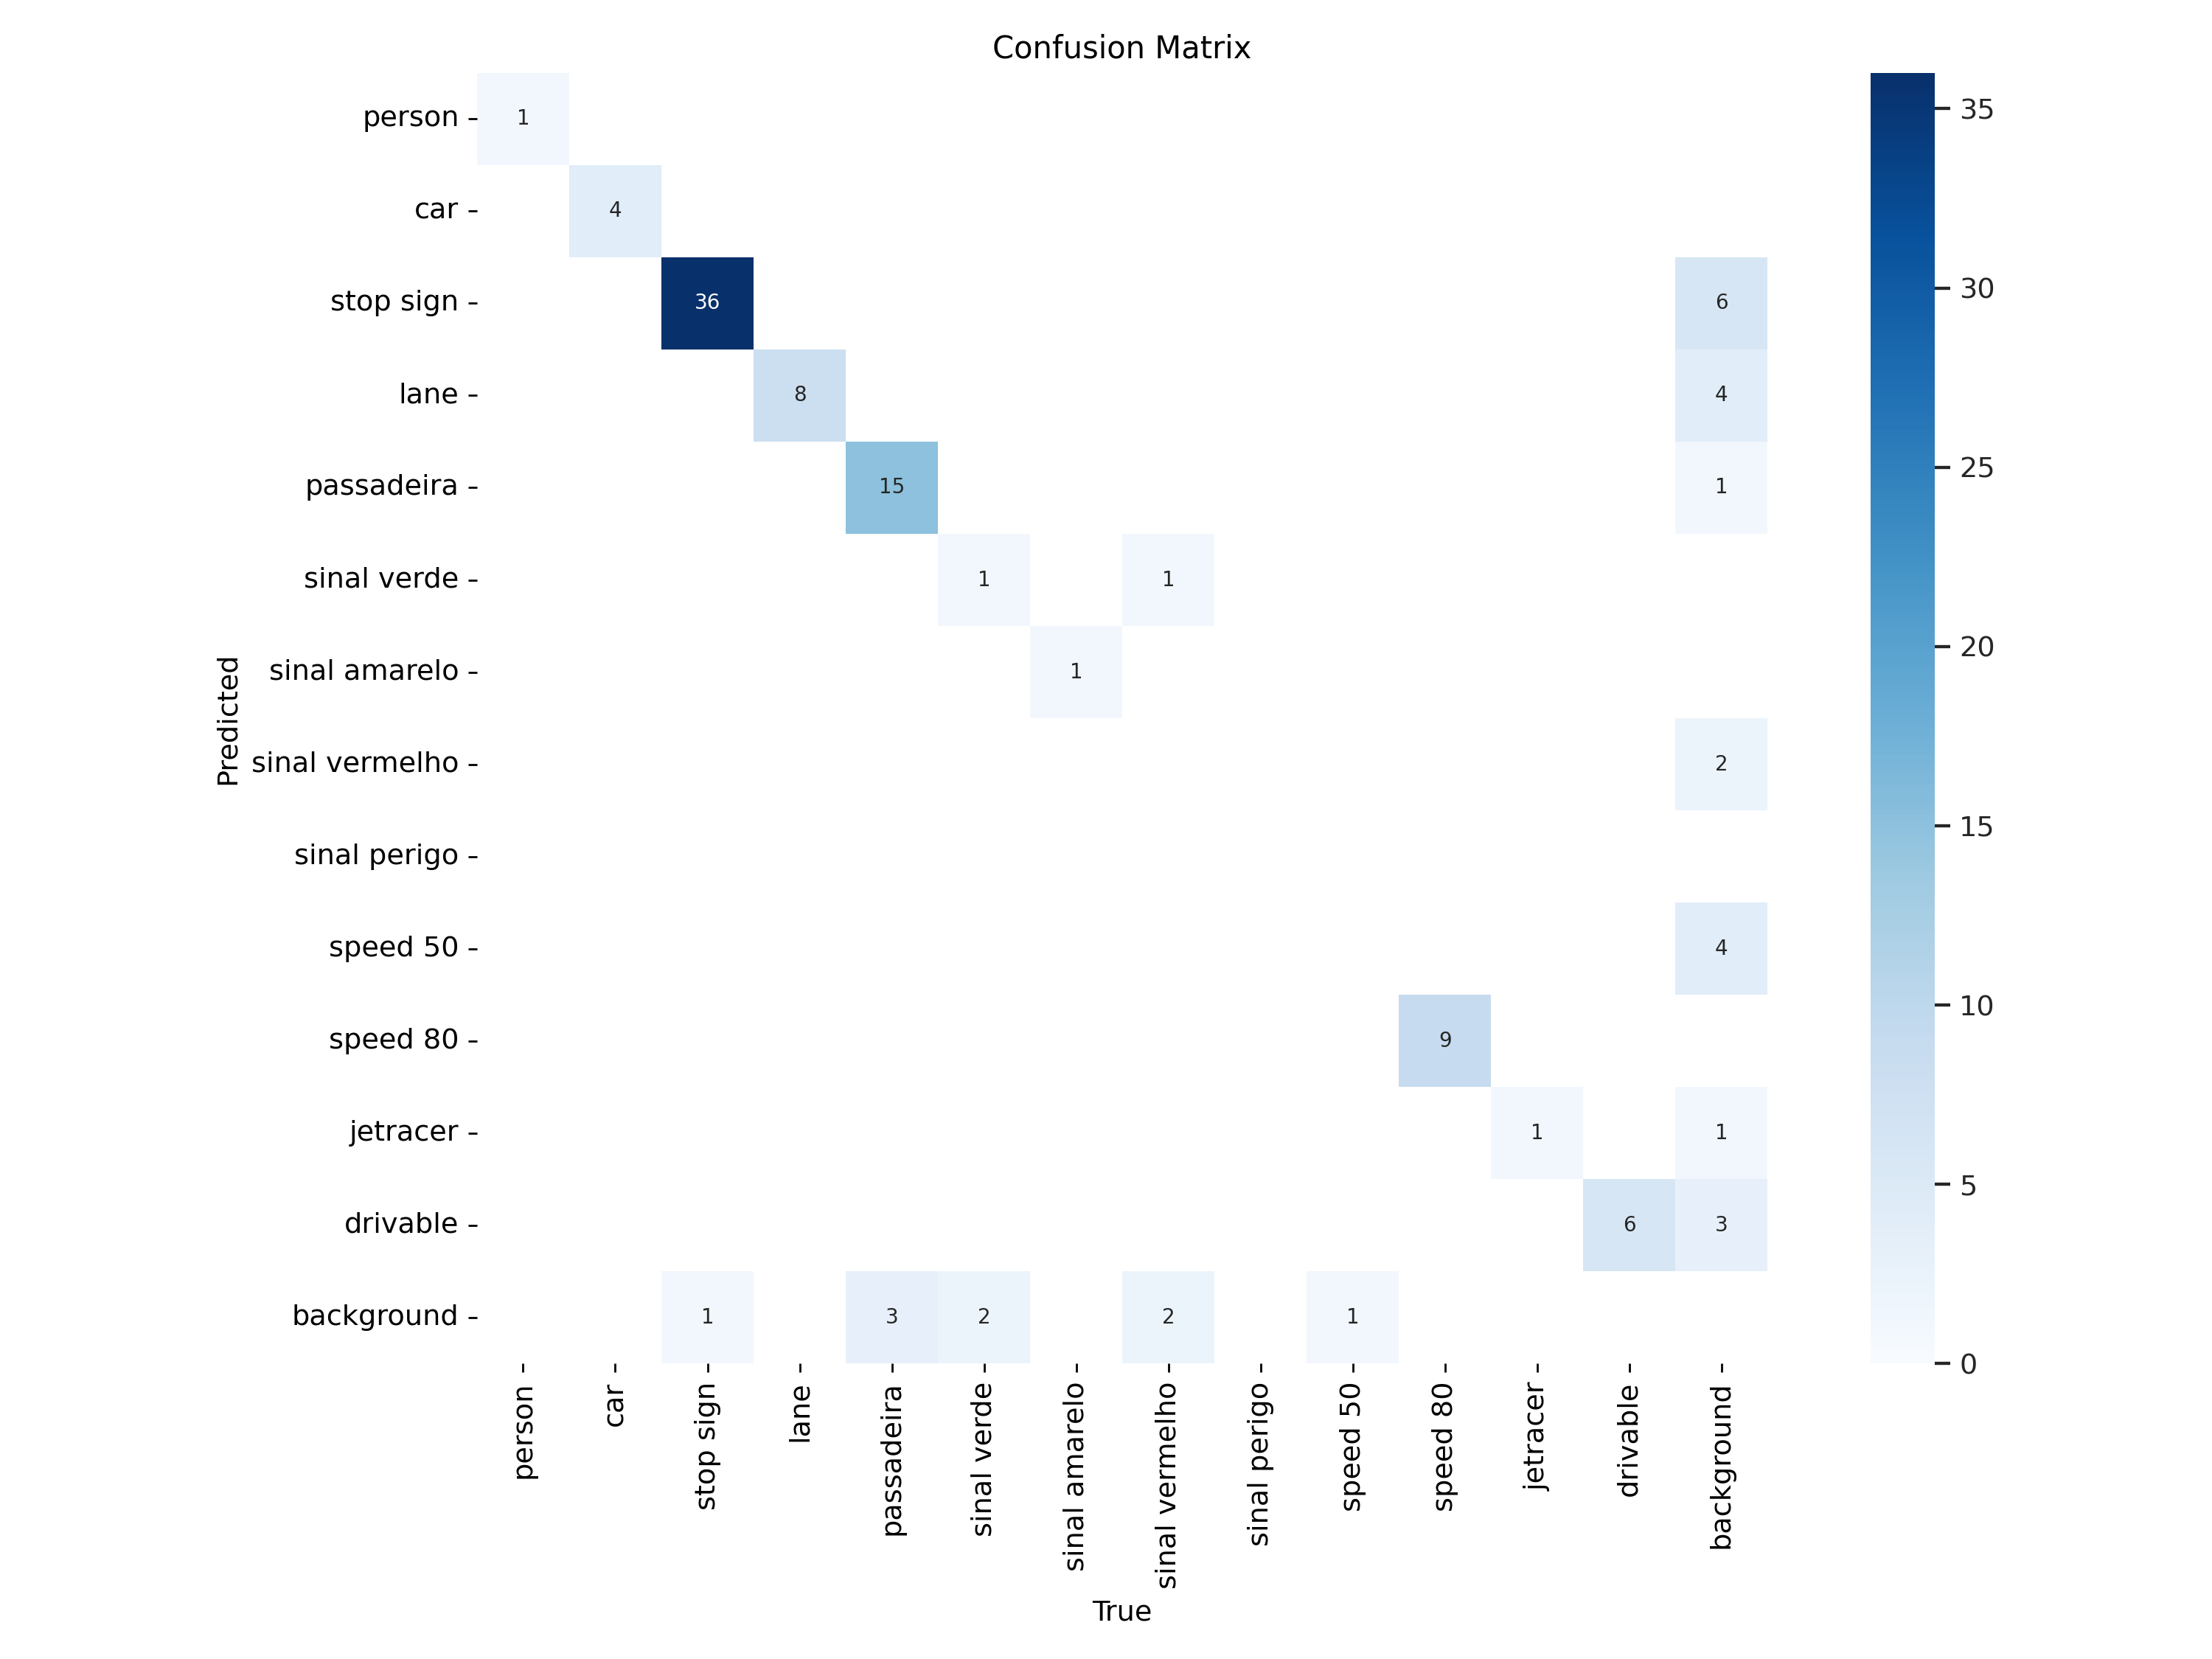 Confusion Matrix
person 1
car 4
stop sign 36 6
lane 8 4
passadeira 15 1
sinal verde 1 1
sinal amarelo 1
sinal vermelho 2
sinal perigo
speed 50 4
speed 80 9
jetracer 1 1
drivable 6 3
background 1 3 2 2 1
Predicted
person
car
stop sign
lane
passadeira
sinal verde
sinal amarelo
sinal vermelho
sinal perigo
speed 50
speed 80
jetracer
drivable
background
True
35
30
25
20
15
10
5
0